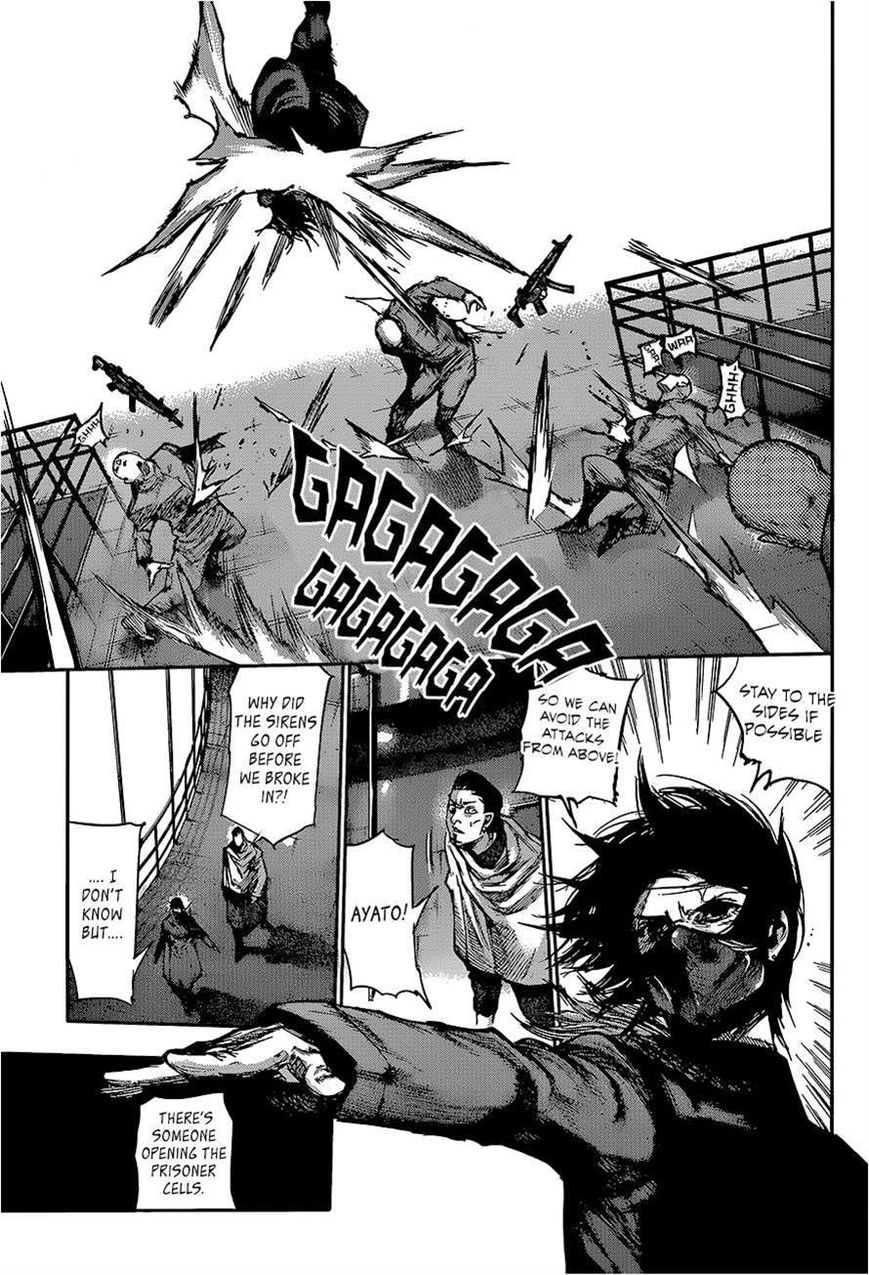 GAA
WAA
GHHH-
GHHH
GAGAGAGA
GAGAGAGA
STAY TO THE
SIDES IF
POSSIBLE
SO WE CAN
AVOID THE
ATTACKS
FROM ABOVE!
AYATO!
WHY DID
THE SIRENS
GO OFF
BEFORE
WE BROKE
IN?!
.... I
DON'T
KNOW
BUT....
THERE'S
SOMEONE
OPENING THE
PRISONER
CELLS.